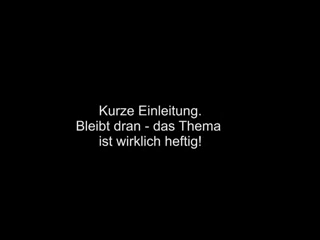 Kurze Einleitung.
Bleibt dran - das Thema
ist wirklich heftig!